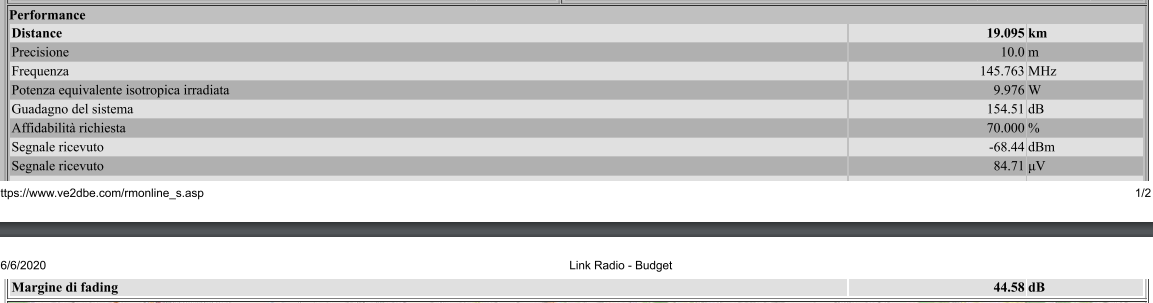 Performance
Distance 19.095 km
Precisione 10.0 m
Frequenza 145.763 MHz
Potenza equivalente isotropica irradiata 9.976 W
Guadagno del sistema 154.51 dB
Affidabilità richiesta 70.000 %
Segnale ricevuto -68.44 dBm
Segnale ricevuto 84.71 µV
ttps://www.ve2dbe.com/rmonline_s.asp 1/2
6/6/2020 Link Radio - Budget
Margine di fading 44.58 dB